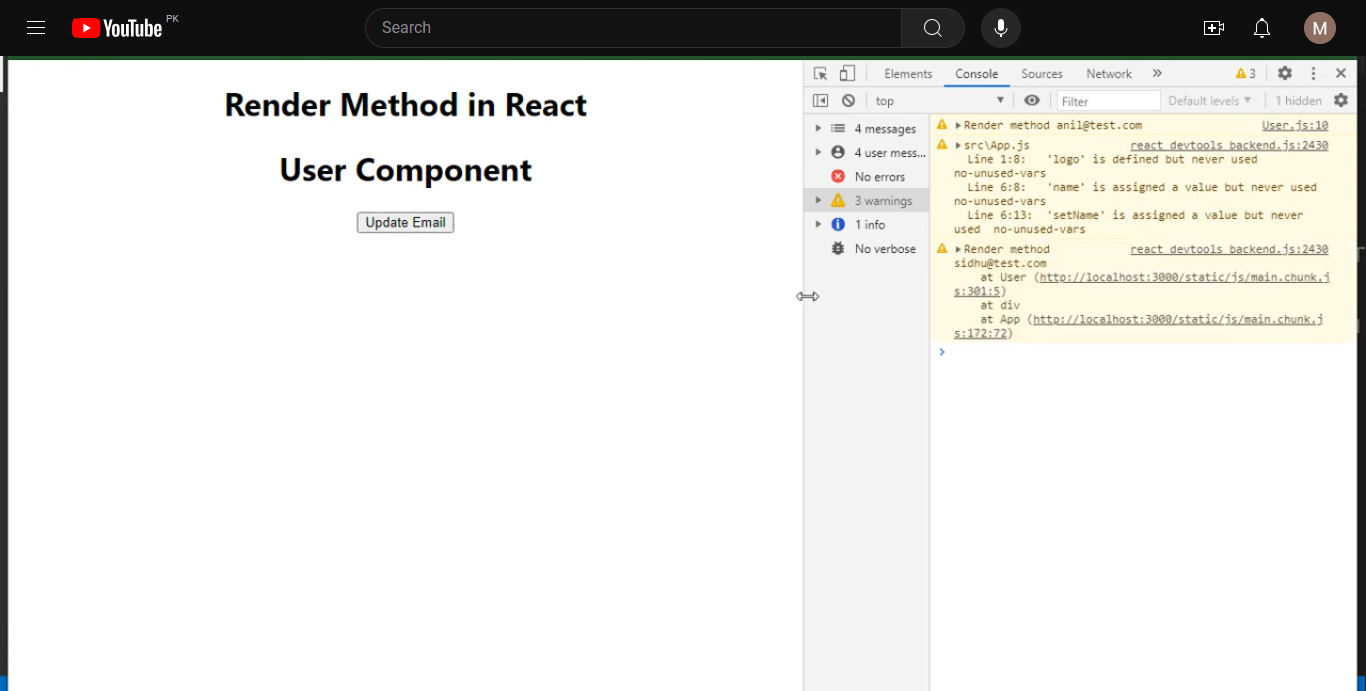 YouTube PK
Search
M
Render Method in React
User Component
Update Email
Elements Console Sources Network » 3
top Filter Default levels 1 hidden
4 messages
4 user mess...
No errors
3 warnings
1 info
No verbose
Render method anil@test.com User.js:10
src\App.js react devtools backend.js:2430
Line 1:8: 'logo' is defined but never used
no-unused-vars
Line 6:8: 'name' is assigned a value but never used
no-unused-vars
Line 6:13: 'setName' is assigned a value but never
used no-unused-vars
Render method react devtools backend.js:2430
sidhu@test.com
at User (http://localhost:3000/static/js/main.chunk.j
s:301:5)
at div
at App (http://localhost:3000/static/js/main.chunk.j
s:172:72)